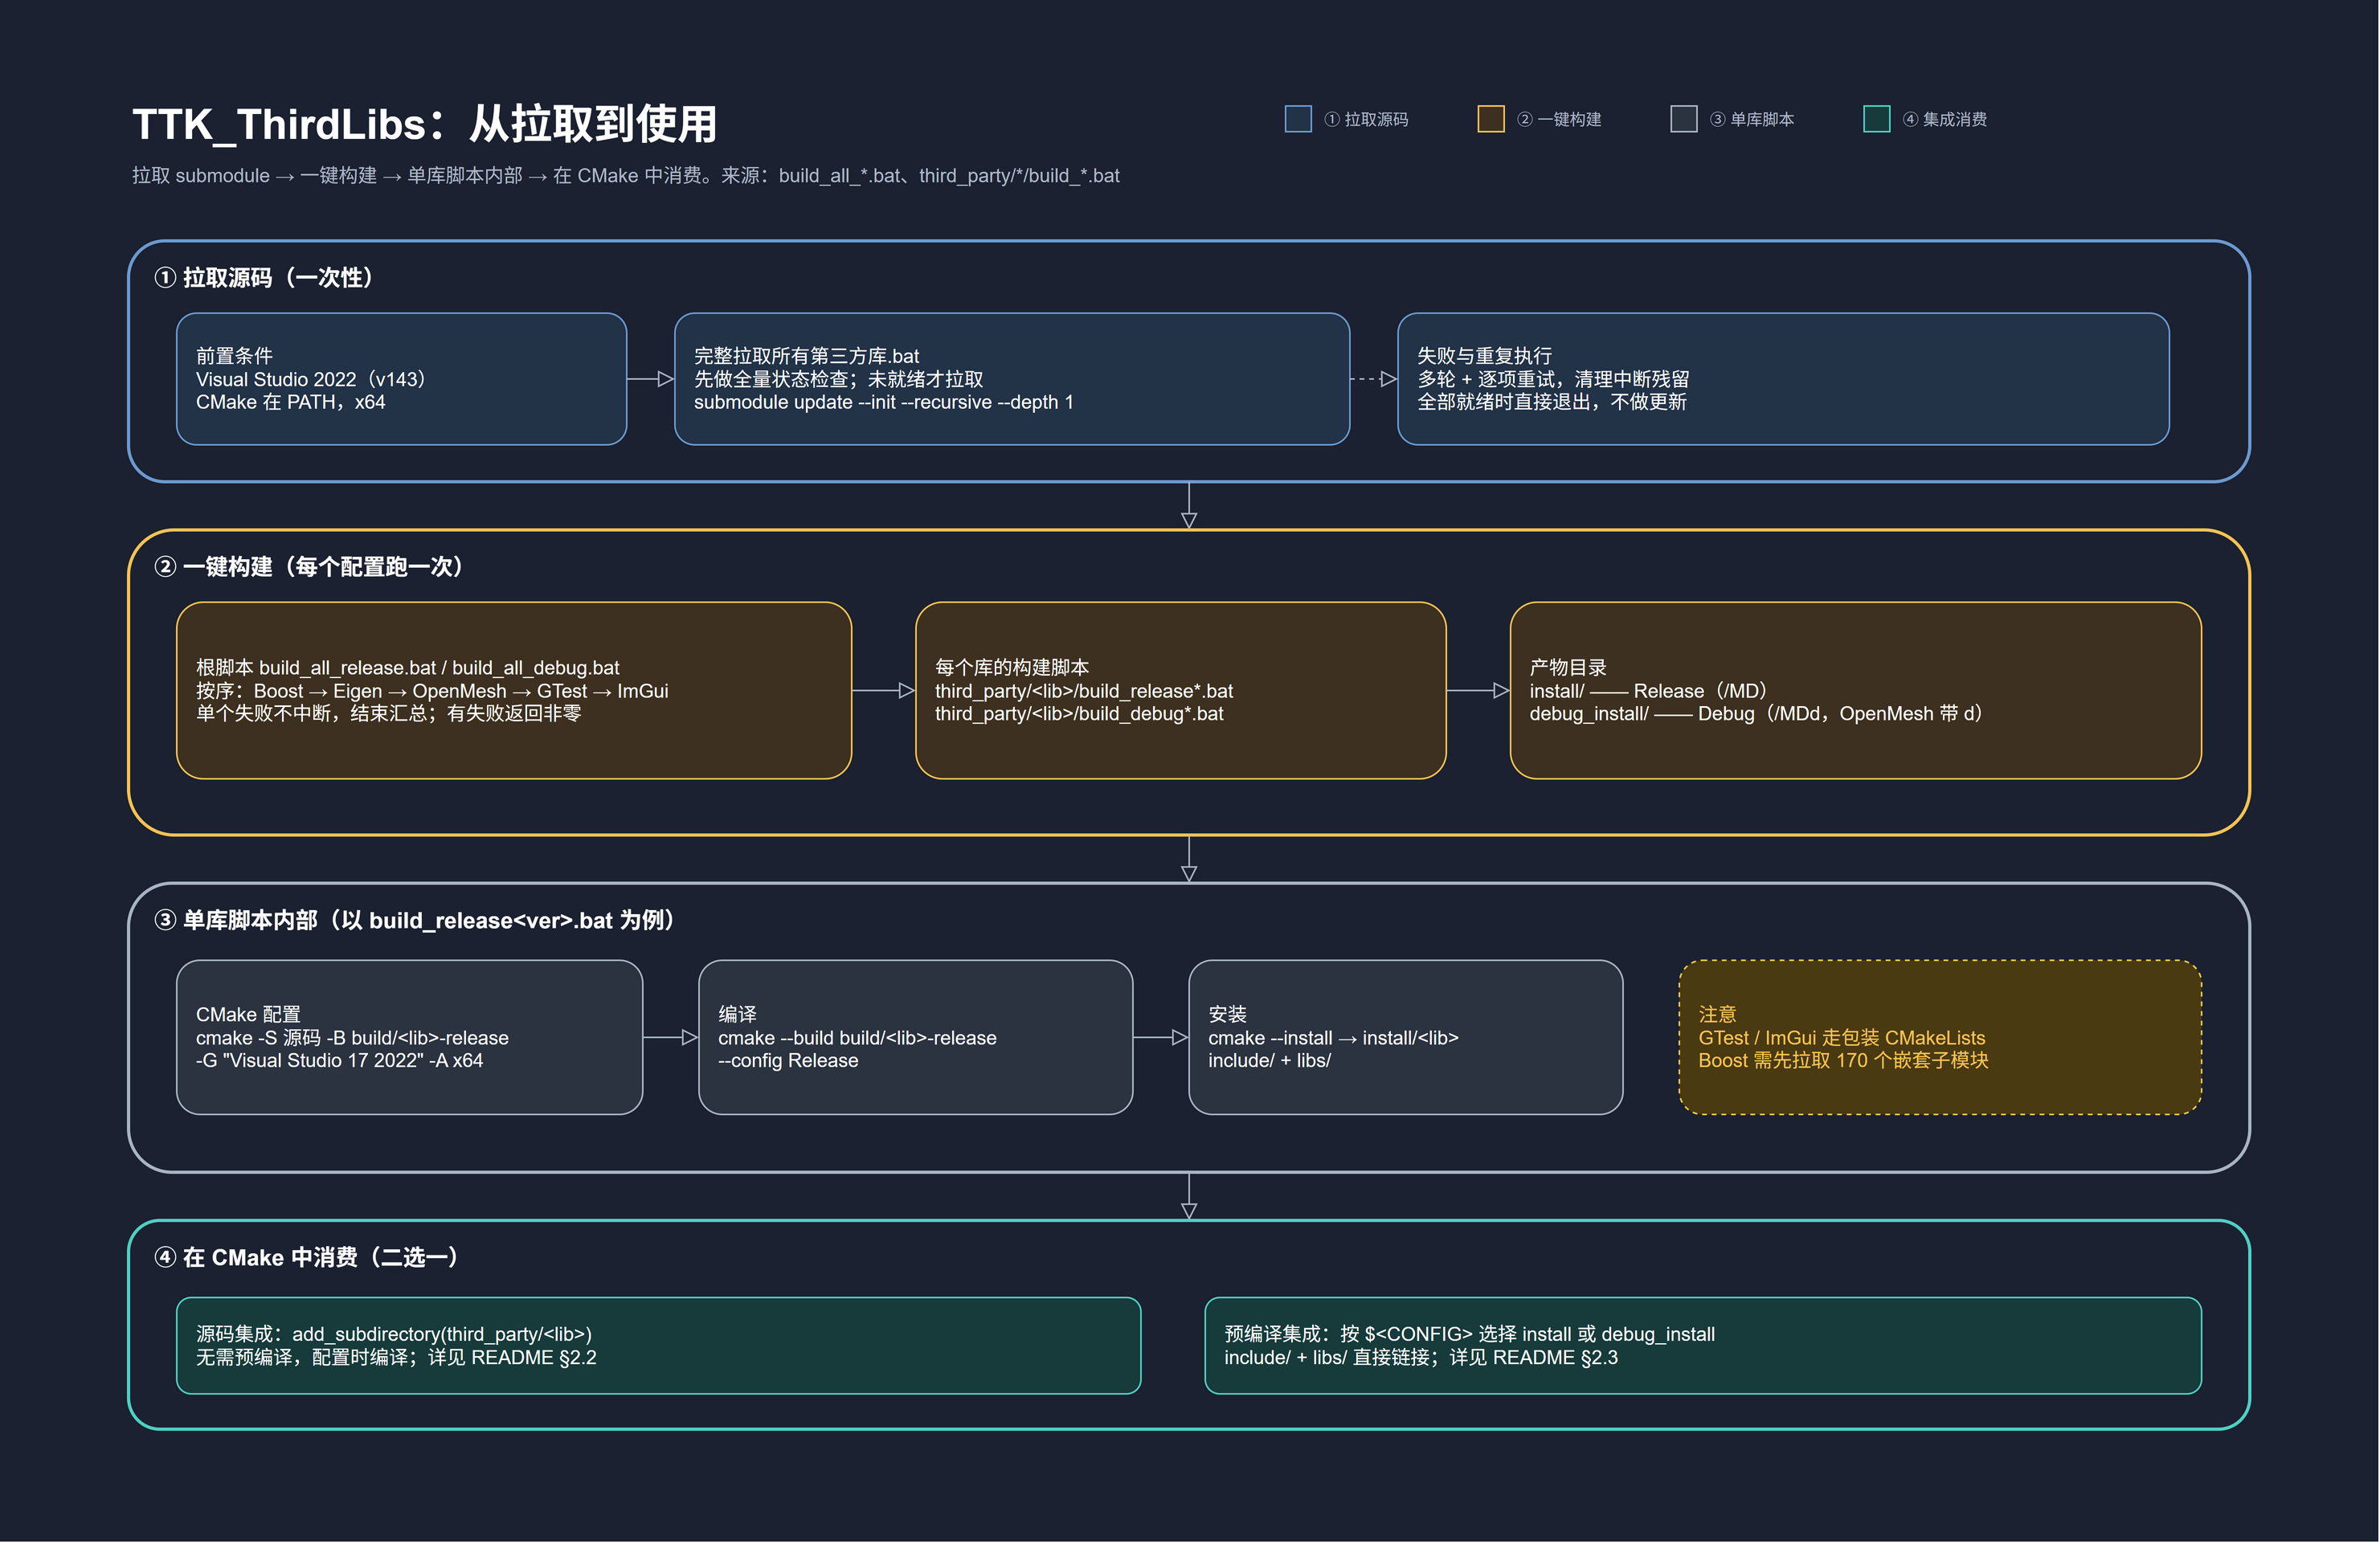 TTK_ThirdLibs：从拉取到使用
① 拉取源码
② 一键构建
③ 单库脚本
④ 集成消费
拉取 submodule → 一键构建 → 单库脚本内部 → 在 CMake 中消费。来源：build_all_*.bat、third_party/*/build_*.bat
① 拉取源码（一次性）
前置条件
Visual Studio 2022（v143）
CMake 在 PATH，x64
完整拉取所有第三方库.bat
先做全量状态检查；未就绪才拉取
submodule update --init --recursive --depth 1
失败与重复执行
多轮 + 逐项重试，清理中断残留
全部就绪时直接退出，不做更新
② 一键构建（每个配置跑一次）
根脚本 build_all_release.bat / build_all_debug.bat
按序：Boost → Eigen → OpenMesh → GTest → ImGui
单个失败不中断，结束汇总；有失败返回非零
每个库的构建脚本
third_party/<lib>/build_release*.bat
third_party/<lib>/build_debug*.bat
产物目录
install/ —— Release（/MD）
debug_install/ —— Debug（/MDd，OpenMesh 带 d）
③ 单库脚本内部（以 build_release<ver>.bat 为例）
CMake 配置
cmake -S 源码 -B build/<lib>-release
-G "Visual Studio 17 2022" -A x64
编译
cmake --build build/<lib>-release
--config Release
安装
cmake --install → install/<lib>
include/ + libs/
注意
GTest / ImGui 走包装 CMakeLists
Boost 需先拉取 170 个嵌套子模块
④ 在 CMake 中消费（二选一）
源码集成：add_subdirectory(third_party/<lib>)
无需预编译，配置时编译；详见 README §2.2
预编译集成：按 $<CONFIG> 选择 install 或 debug_install
include/ + libs/ 直接链接；详见 README §2.3